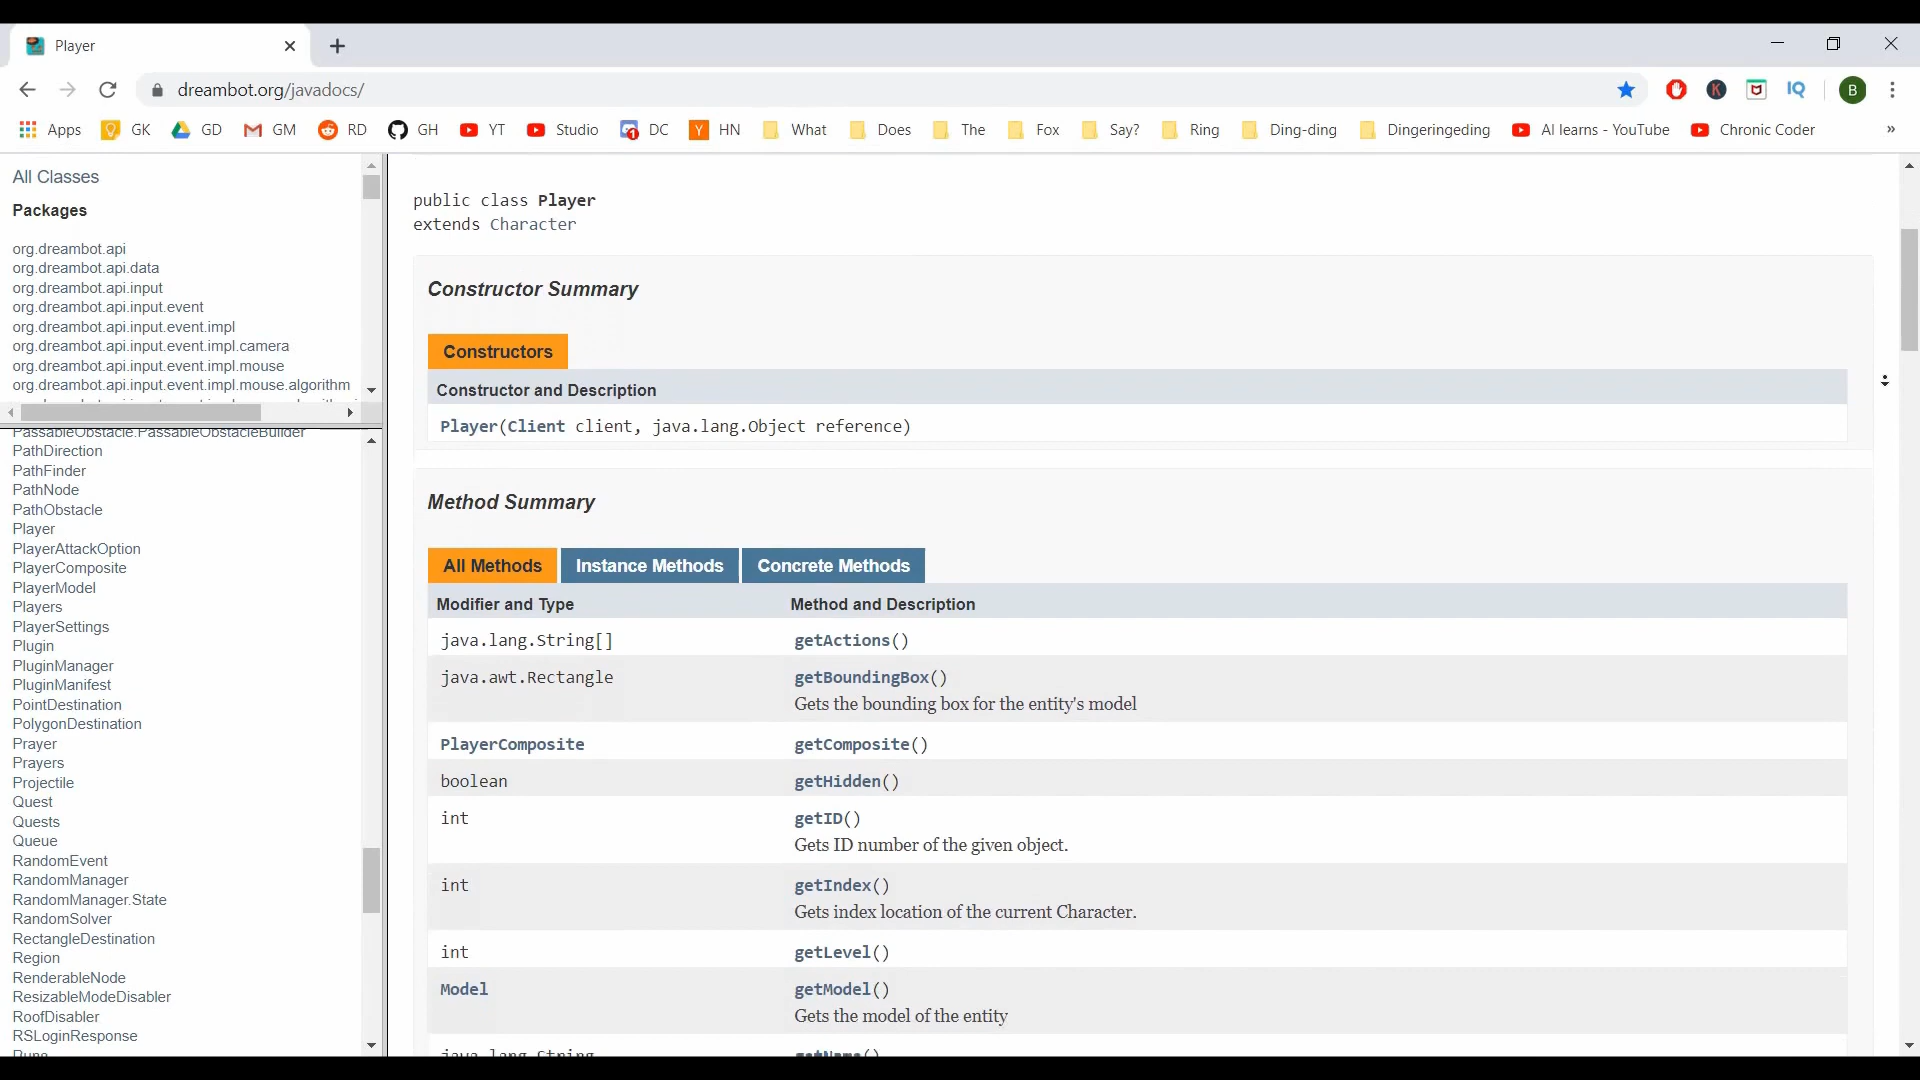 Player
dreambot.org/javadocs/
B
Apps GK GD GM RD GH YT Studio DC HN What Does The Fox Say? Ring Ding-ding Dingeringeding AI learns - YouTube Chronic Coder »
All Classes
Packages
org.dreambot.api
org.dreambot.api.data
org.dreambot.api.input
org.dreambot.api.input.event
org.dreambot.api.input.event.impl
org.dreambot.api.input.event.impl.camera
org.dreambot.api.input.event.impl.mouse
org.dreambot.api.input.event.impl.mouse.algorithm
PassableObstacle.PassableObstacleBuilder
PathDirection
PathFinder
PathNode
PathObstacle
Player
PlayerAttackOption
PlayerComposite
PlayerModel
Players
PlayerSettings
Plugin
PluginManager
PluginManifest
PointDestination
PolygonDestination
Prayer
Prayers
Projectile
Quest
Quests
Queue
RandomEvent
RandomManager
RandomManager.State
RandomSolver
RectangleDestination
Region
RenderableNode
ResizableModeDisabler
RoofDisabler
RSLoginResponse
public class Player
extends Character
Constructor Summary
Constructors
Constructor and Description
Player(Client client, java.lang.Object reference)
Method Summary
All Methods Instance Methods Concrete Methods
Modifier and Type Method and Description
java.lang.String[] getActions()
java.awt.Rectangle getBoundingBox()
Gets the bounding box for the entity's model
PlayerComposite getComposite()
boolean getHidden()
int getID()
Gets ID number of the given object.
int getIndex()
Gets index location of the current Character.
int getLevel()
Model getModel()
Gets the model of the entity
java.lang.String getName()